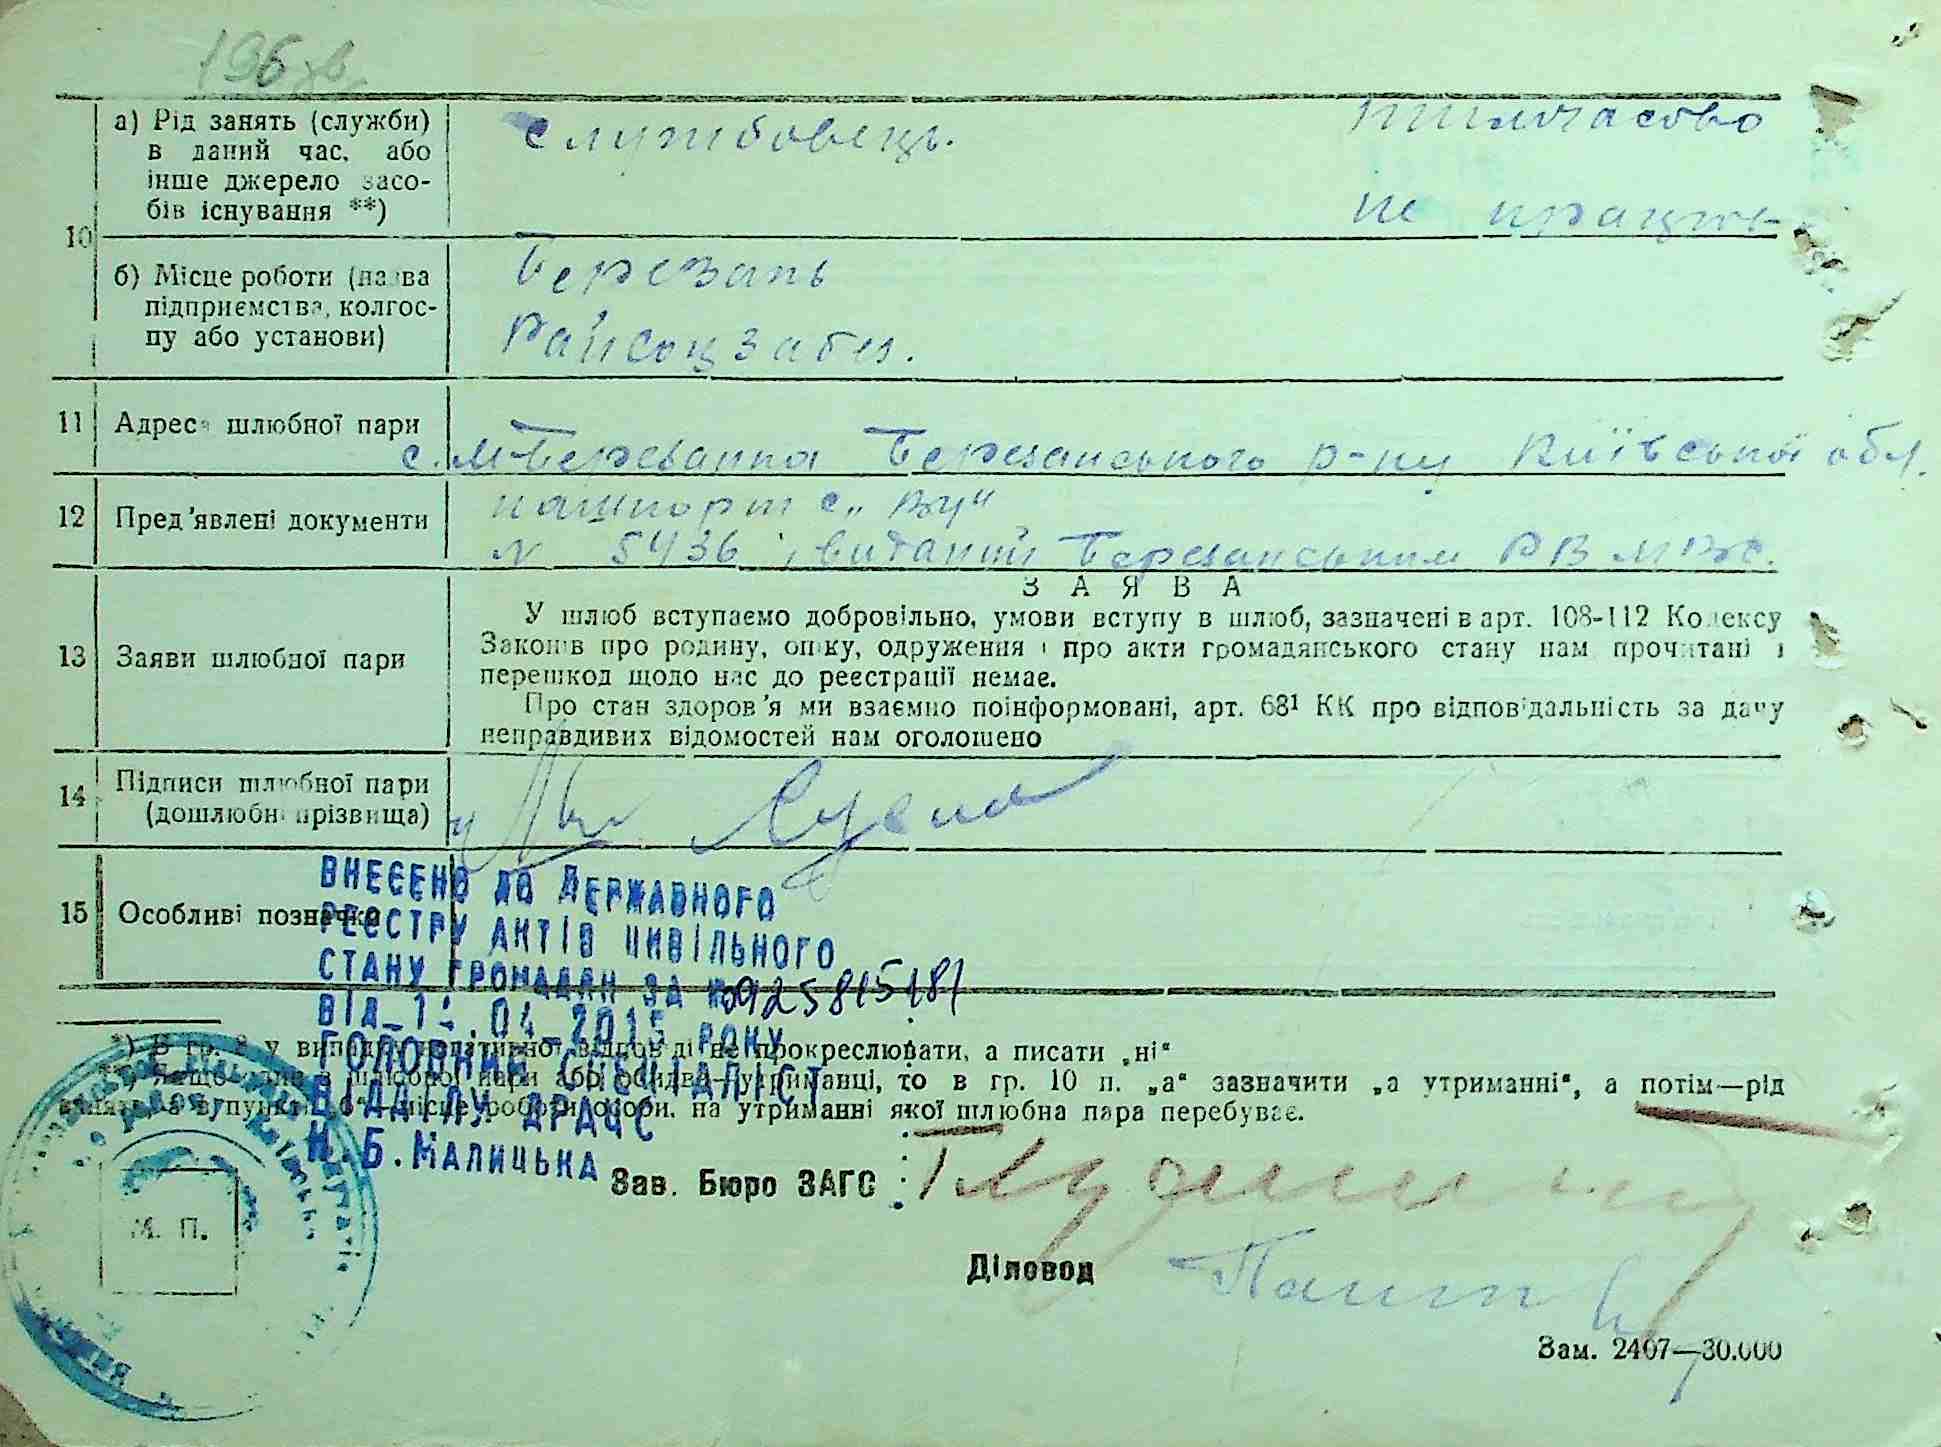 196
10
а) Рід занять (служби)
в даний час, або
інше джерело засо-
бів існування **)
службовець.
тимчасово
не працює
б) Місце роботи (назва
підприємства, колгос-
пу або установи)
Березань
Райсоцзабез.
11 Адреса шлюбної пари
с. М-Березанка Березанського р-ну Київської обл.
12 Пред'явлені документи
пашпорт с.
N 5436, виданий Березанським РВ МВС.
13 Заяви шлюбної пари
ЗАЯВА
У шлюб вступаємо добровільно, умови вступу в шлюб, зазначені в арт. 108-112 Кодексу
Законів про родину, опіку, одруження і про акти громадянського стану нам прочитані і
перешкод щодо нас до реєстрації немає.
Про стан здоров'я ми взаємно поінформовані, арт. 68¹ КК про відповідальність за дачу
неправдивих відомостей нам оголошено
14 Підписи шлюбної пари
(дошлюбні прізвища)
15 Особливі позначки
ВНЕСЕНО ДО ДЕРЖАВНОГО
РЕЄСТРУ АКТІВ ЦИВІЛЬНОГО
СТАНУ ГРОМАДЯН ЗА №
ВІД .04 2015 РОКУ
ГОЛОВНИЙ СПЕЦІАЛІСТ
ВІДДІЛУ ДРАЦС
Н.Б.МАЛИЦЬКА
*) В гр. у випадку негативної відповіді не прокреслювати, а писати „ні“
**) Якщо один з шлюбної пари або обидва—утриманці, то в гр. 10 п. „а“ зазначити „а утриманні“, а потім—рід
занять, а в пункті „б“—місце роботи особи, на утриманні якої шлюбна пара перебуває.
Зав. Бюро ЗАГС
М. П.
Діловод
Зам. 2407—30.000